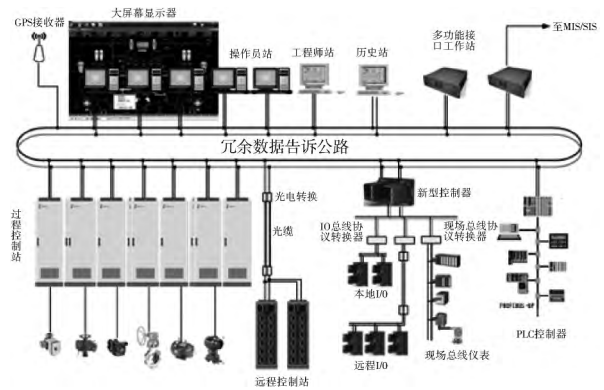 大屏幕显示器
GPS接收器
操作员站
工程师站
历史站
多功能接
口工作站
至MIS/SIS
冗余数据告诉公路
过程控制站
光电转换
光缆
新型控制器
IO总线协
议转换器
现场总线协
议转换器
本地I/0
远程I/0
现场总线仪表
PROFIBUS-DP
PLC控制器
远程控制站